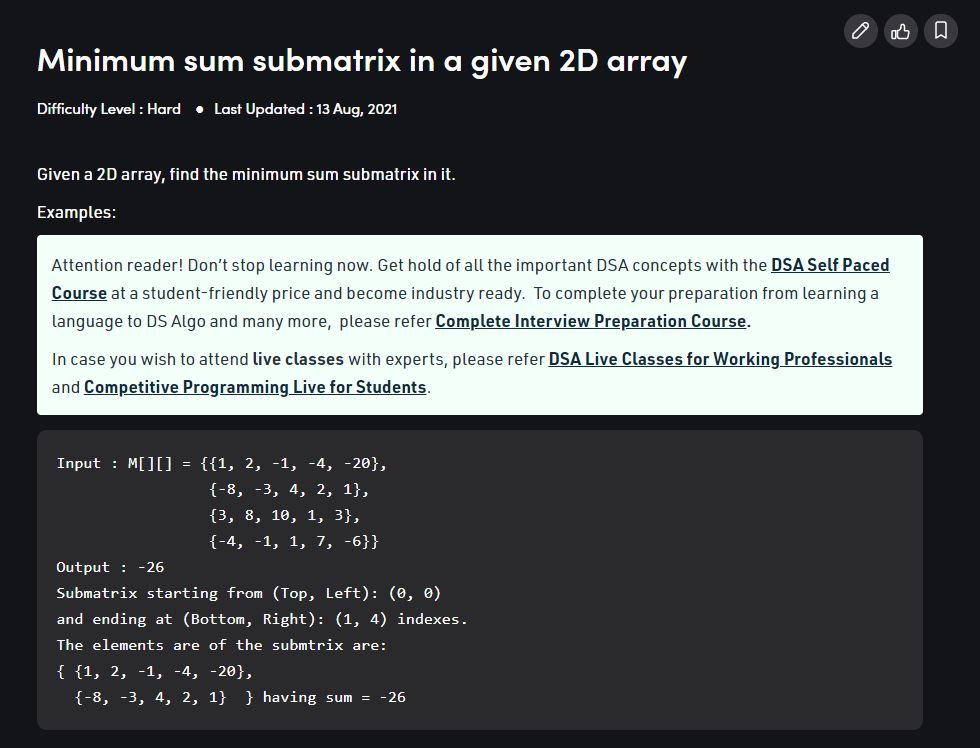 Minimum sum submatrix in a given 2D array
Difficulty Level : Hard ● Last Updated : 13 Aug, 2021
Given a 2D array, find the minimum sum submatrix in it.
Examples:
Attention reader! Don’t stop learning now. Get hold of all the important DSA concepts with the DSA Self Paced
Course at a student-friendly price and become industry ready.  To complete your preparation from learning a
language to DS Algo and many more,  please refer Complete Interview Preparation Course.
In case you wish to attend live classes with experts, please refer DSA Live Classes for Working Professionals
and Competitive Programming Live for Students.
Input : M[][] = {{1, 2, -1, -4, -20},
                 {-8, -3, 4, 2, 1},
                 {3, 8, 10, 1, 3},
                 {-4, -1, 1, 7, -6}}
Output : -26
Submatrix starting from (Top, Left): (0, 0)
and ending at (Bottom, Right): (1, 4) indexes.
The elements are of the submtrix are:
{ {1, 2, -1, -4, -20},
  {-8, -3, 4, 2, 1}  } having sum = -26